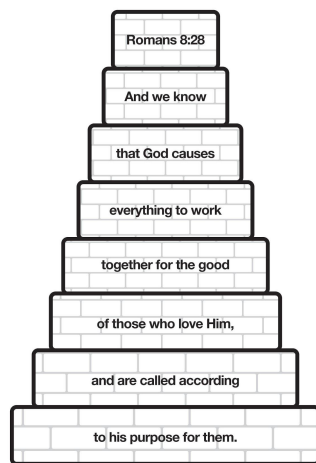 Romans 8:28
And we know
that God causes
everything to work
together for the good
of those who love Him,
and are called according
to his purpose for them.